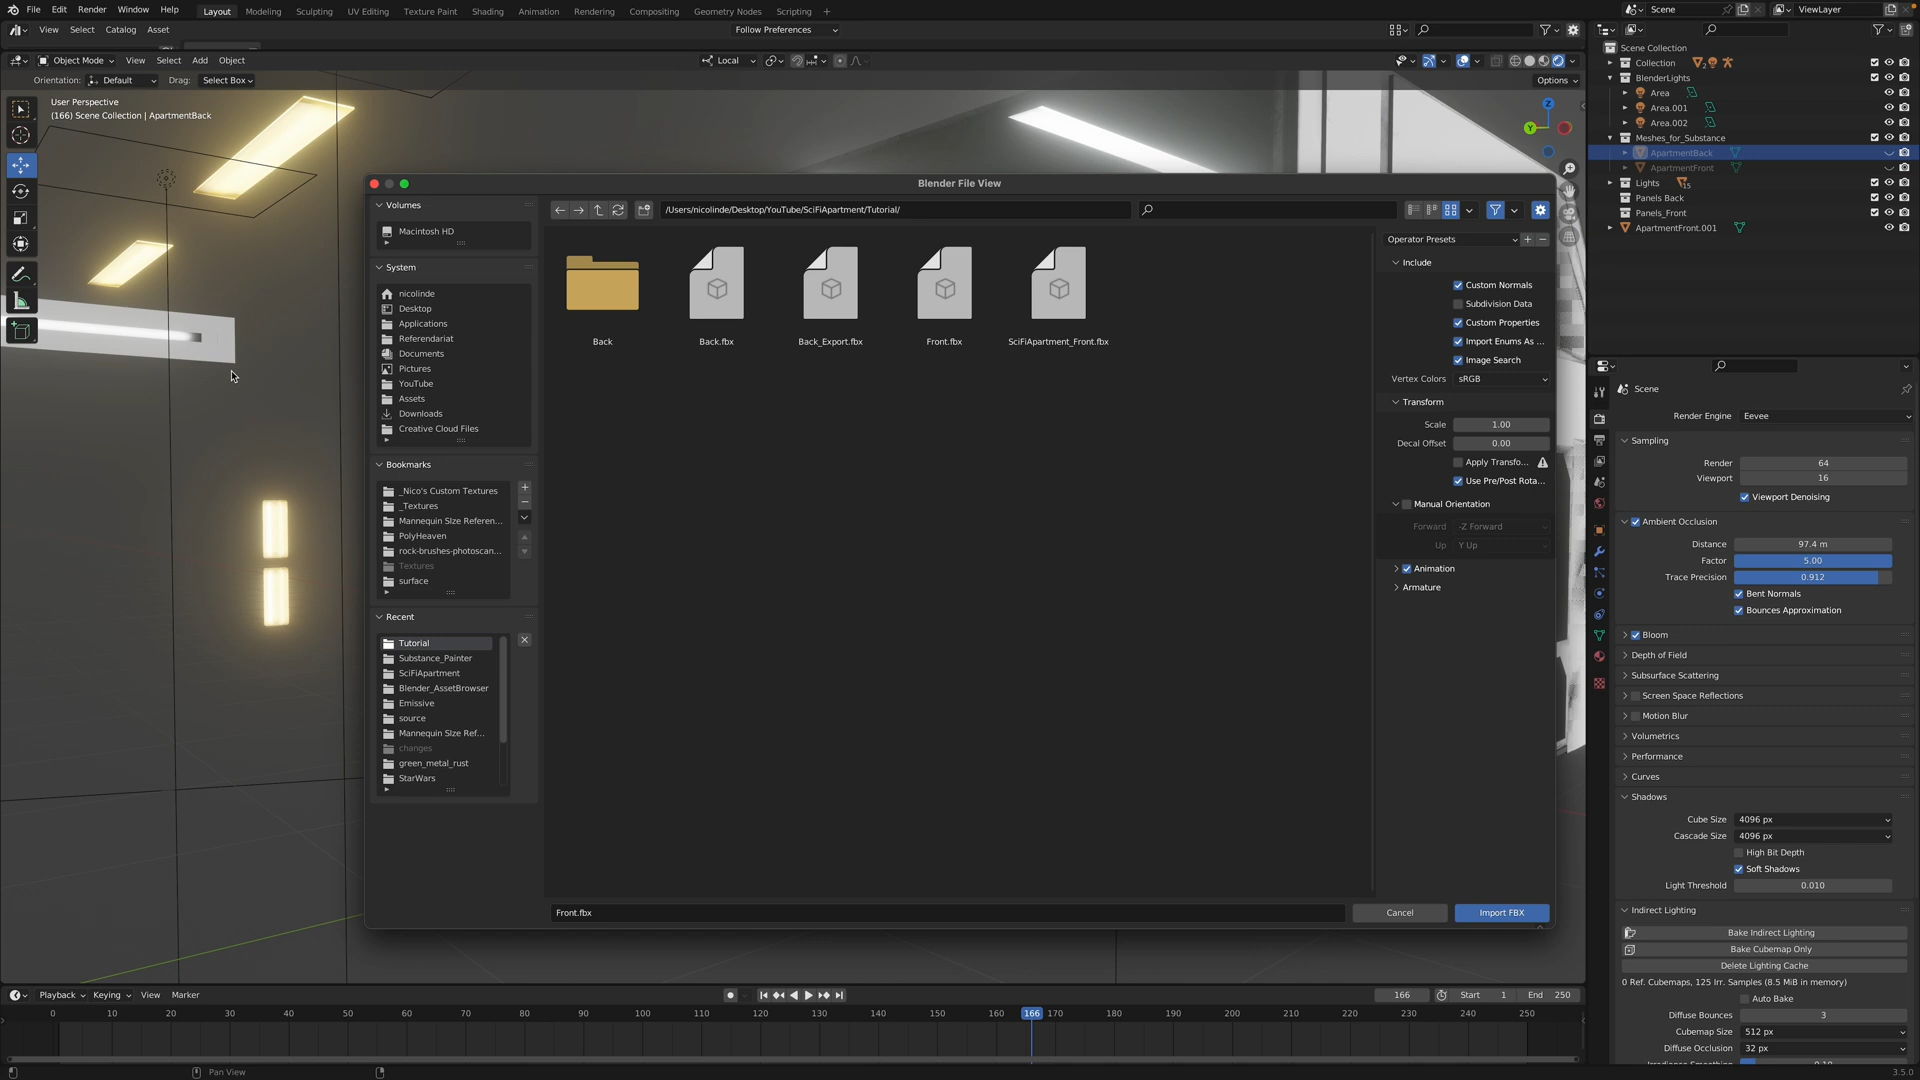 File Edit Render Window Help Layout Modeling Sculpting UV Editing Texture Paint Shading Animation Rendering Compositing Geometry Nodes Scripting + Scene ViewLayer
View Select Catalog Asset Follow Preferences
Object Mode View Select Add Object Local
Orientation: Default Drag: Select Box Options
User Perspective
(166) Scene Collection | ApartmentBack
Z
Y
Scene Collection
Collection 2
BlenderLights
Area
Area.001
Area.002
Meshes_for_Substance
ApartmentBack
ApartmentFront
Lights 15
Panels Back
Panels_Front
ApartmentFront.001
Blender File View
Volumes
Macintosh HD
System
nicolinde
Desktop
Applications
Referendariat
Documents
Pictures
YouTube
Assets
Downloads
Creative Cloud Files
Bookmarks
_Nico's Custom Textures
_Textures
Mannequin SIze Referen...
PolyHeaven
rock-brushes-photoscan...
Textures
surface
Recent
Tutorial
Substance_Painter
SciFiApartment
Blender_AssetBrowser
Emissive
source
Mannequin SIze Ref...
changes
green_metal_rust
StarWars
/Users/nicolinde/Desktop/YouTube/SciFiApartment/Tutorial/
Back Back.fbx Back_Export.fbx Front.fbx SciFiApartment_Front.fbx
Operator Presets
Include
Custom Normals
Subdivision Data
Custom Properties
Import Enums As ...
Image Search
Vertex Colors sRGB
Transform
Scale 1.00
Decal Offset 0.00
Apply Transfo...
Use Pre/Post Rota...
Manual Orientation
Forward -Z Forward
Up Y Up
Animation
Armature
Front.fbx Cancel Import FBX
Scene
Render Engine Eevee
Sampling
Render 64
Viewport 16
Viewport Denoising
Ambient Occlusion
Distance 97.4 m
Factor 5.00
Trace Precision 0.912
Bent Normals
Bounces Approximation
Bloom
Depth of Field
Subsurface Scattering
Screen Space Reflections
Motion Blur
Volumetrics
Performance
Curves
Shadows
Cube Size 4096 px
Cascade Size 4096 px
High Bit Depth
Soft Shadows
Light Threshold 0.010
Indirect Lighting
Bake Indirect Lighting
Bake Cubemap Only
Delete Lighting Cache
0 Ref. Cubemaps, 125 Irr. Samples (8.5 MiB in memory)
Auto Bake
Diffuse Bounces 3
Cubemap Size 512 px
Diffuse Occlusion 32 px
Playback Keying View Marker 166 Start 1 End 250
0 10 20 30 40 50 60 70 80 90 100 110 120 130 140 150 160 166 170 180 190 200 210 220 230 240 250
Pan View 3.5.0